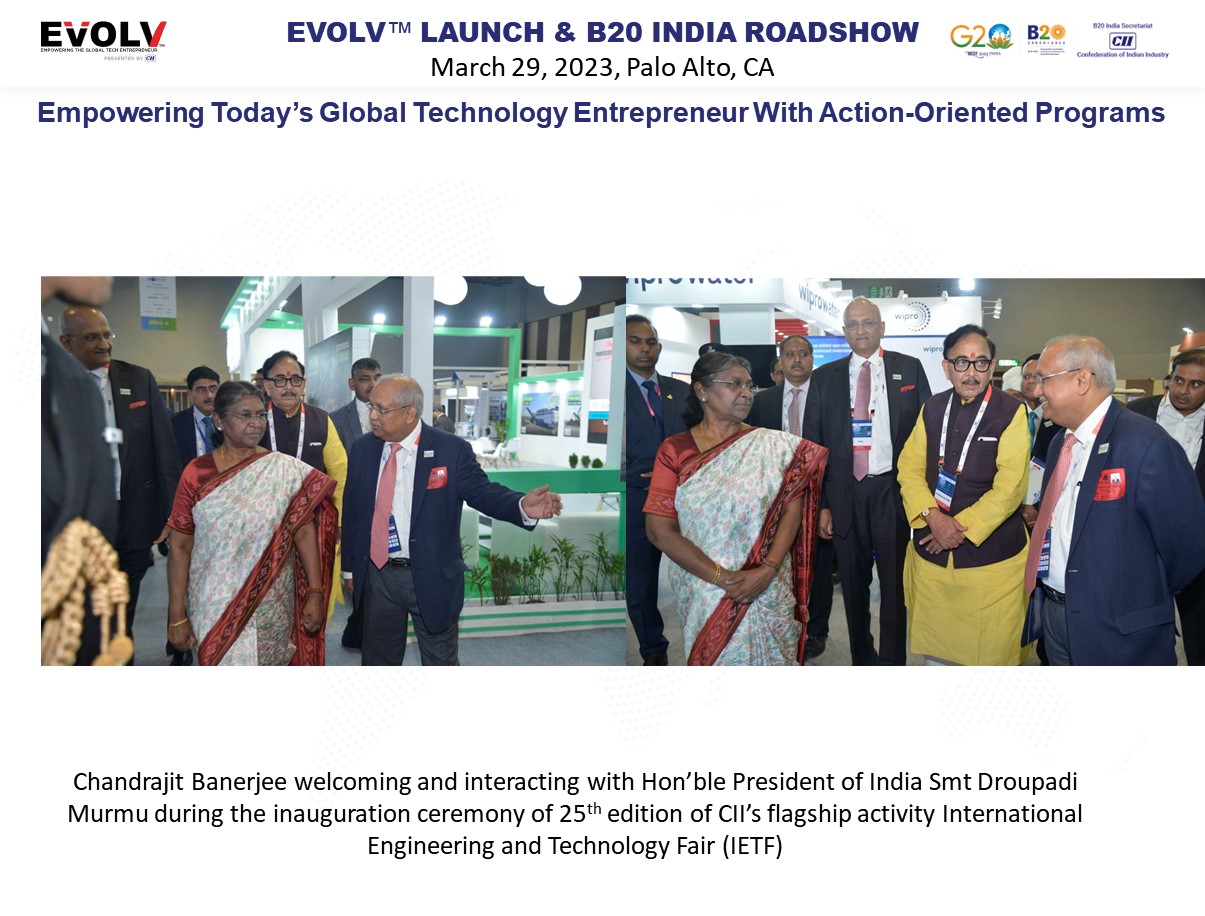 EVOLV™
EMPOWERING THE GLOBAL TECH ENTREPRENEUR
PRESENTED BY CII
EVOLV™ LAUNCH & B20 INDIA ROADSHOW
March 29, 2023, Palo Alto, CA
G20
B20
B20 India Secretariat
CII
Confederation of Indian Industry
Empowering Today’s Global Technology Entrepreneur With Action-Oriented Programs
wiprowater
wiprowater
wipro
wipro
Chandrajit Banerjee welcoming and interacting with Hon’ble President of India Smt Droupadi
Murmu during the inauguration ceremony of 25th edition of CII’s flagship activity International
Engineering and Technology Fair (IETF)